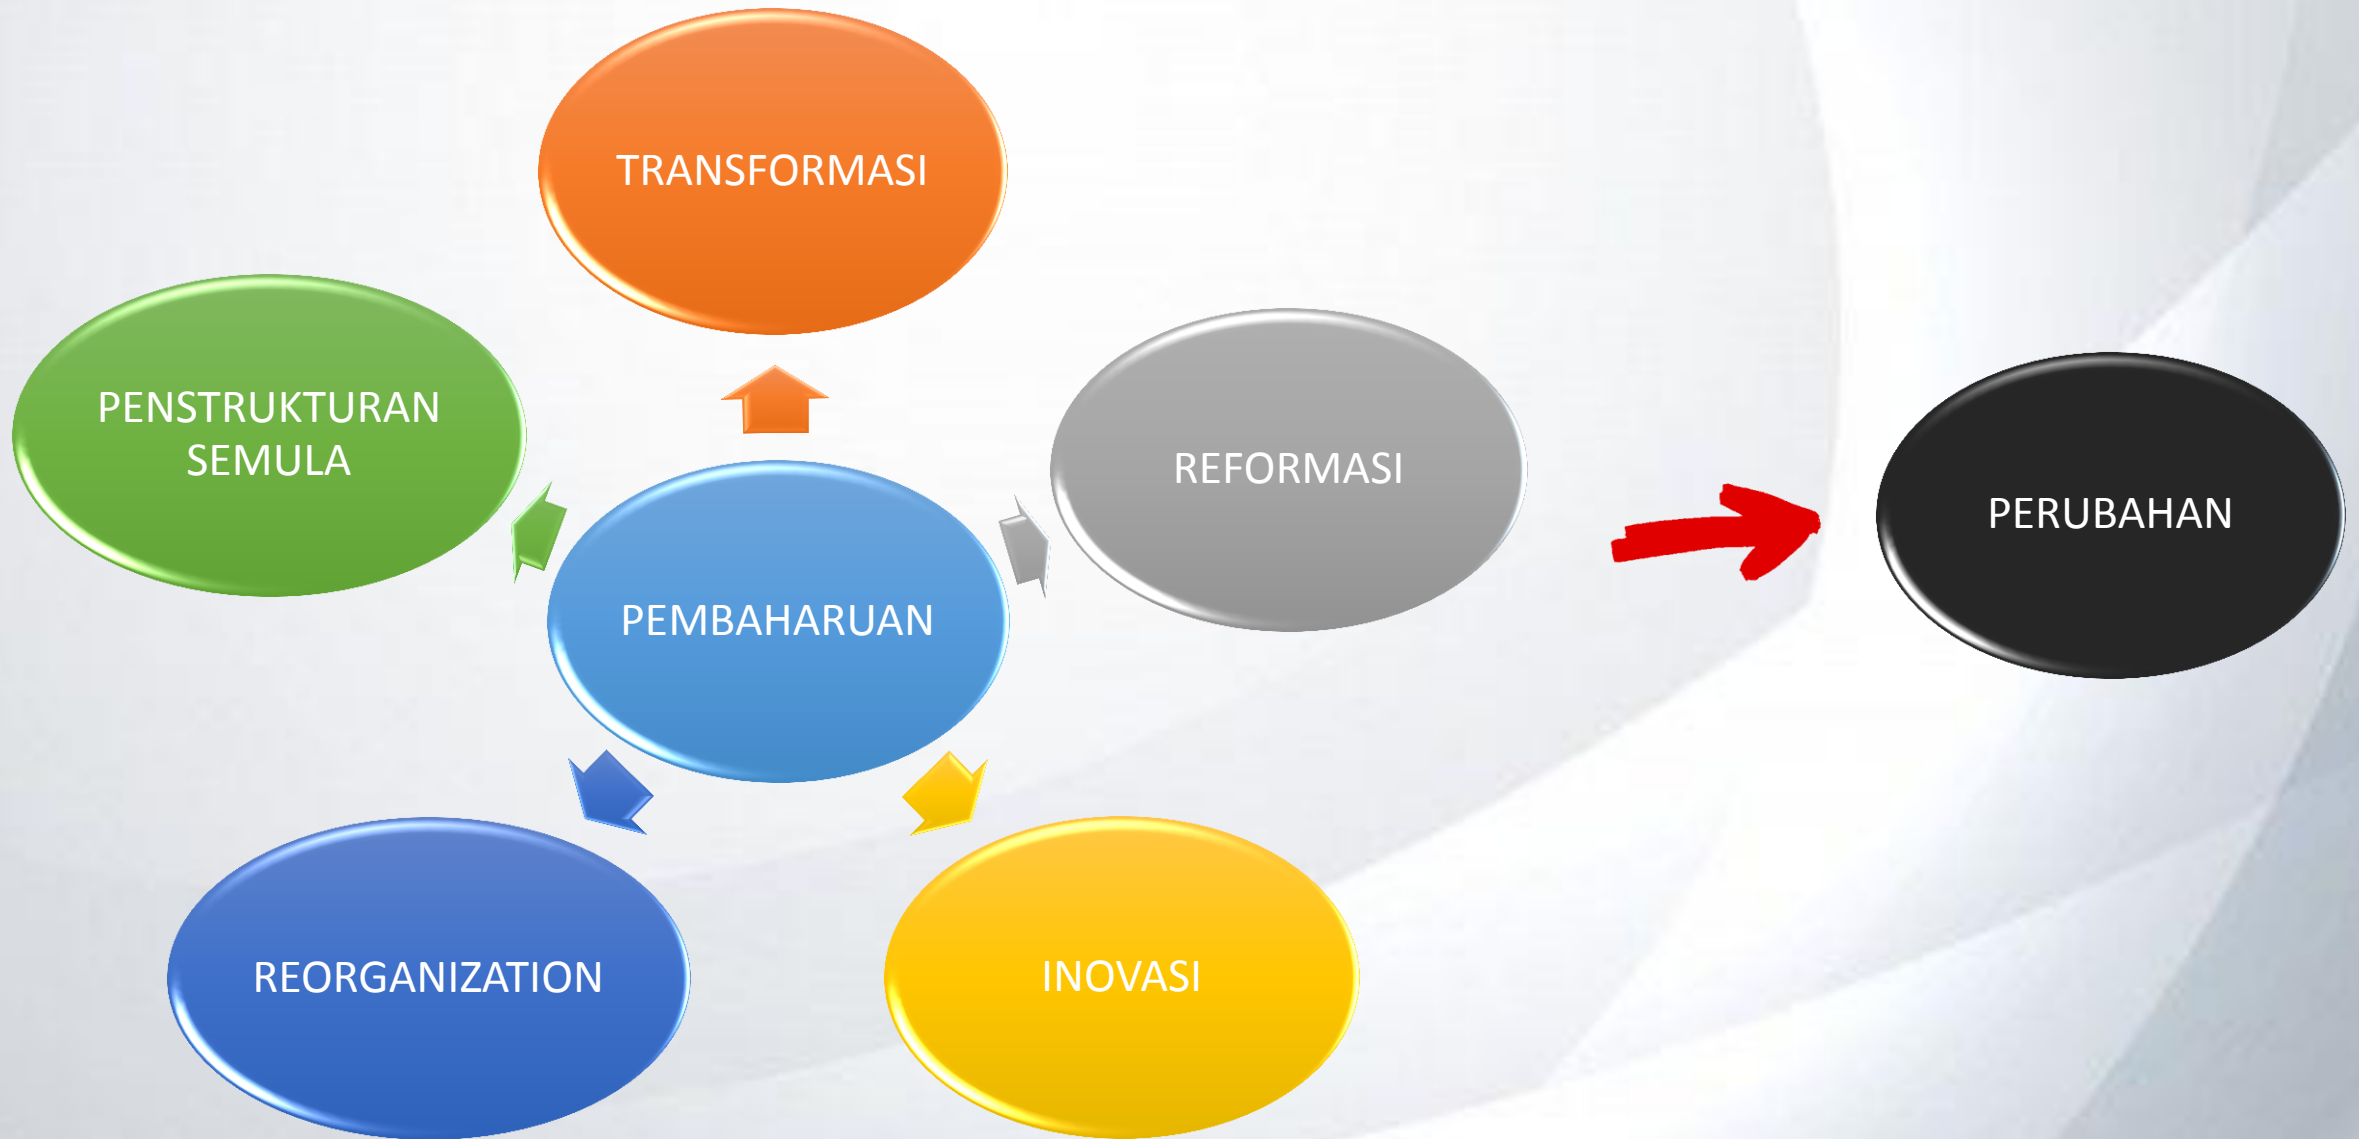 TRANSFORMASI
PENSTRUKTURAN
SEMULA
REFORMASI
PERUBAHAN
PEMBAHARUAN
REORGANIZATION
INOVASI